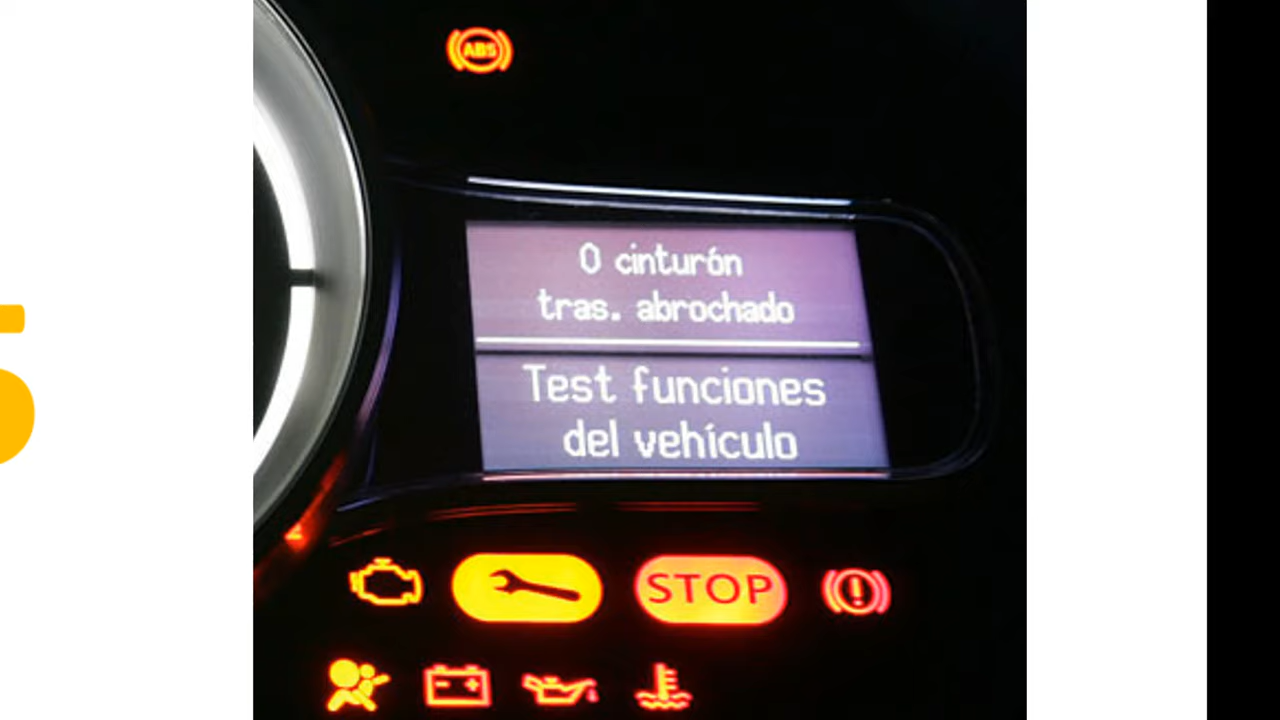 ABS
0 cinturón
tras. abrochado
Test funciones
del vehículo
STOP